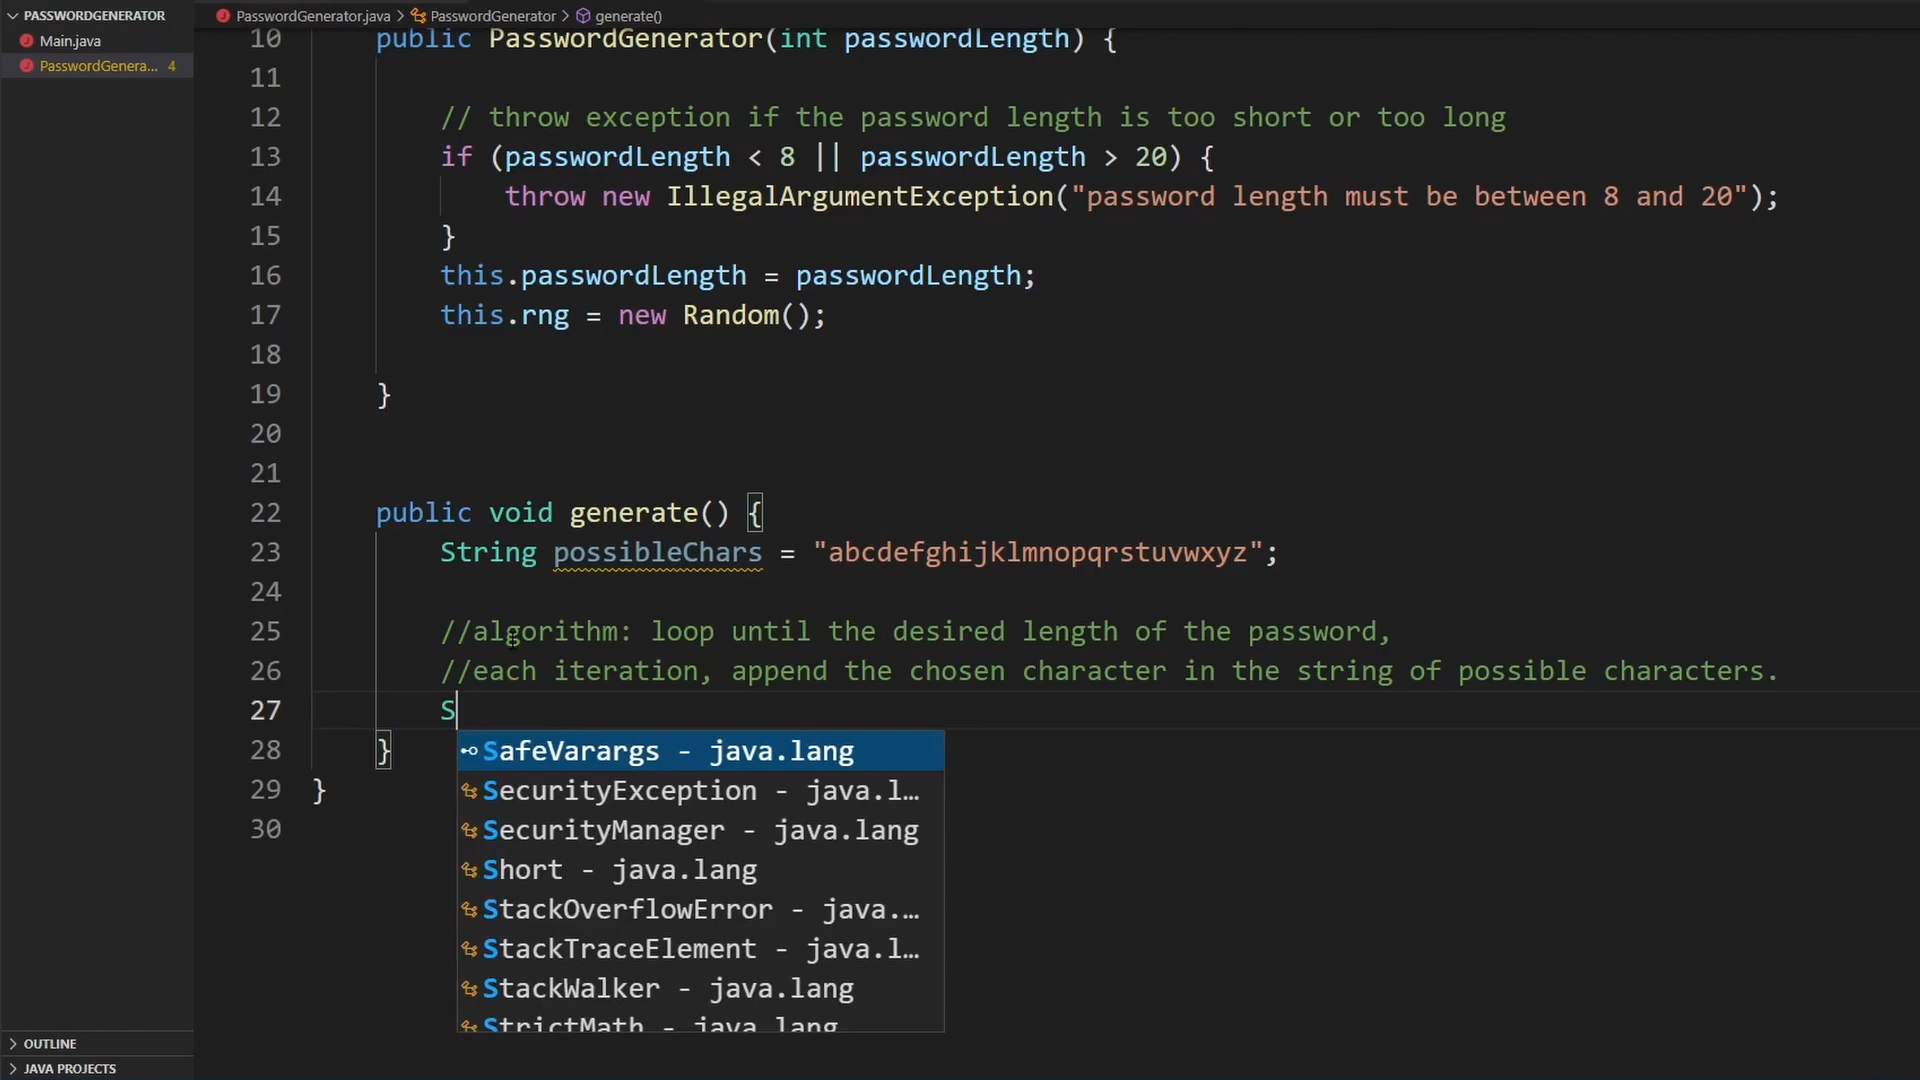 PASSWORDGENERATOR
Main.java
PasswordGenera... 4
OUTLINE
JAVA PROJECTS
PasswordGenerator.java > PasswordGenerator > generate()
10 public PasswordGenerator(int passwordLength) {
11
12 // throw exception if the password length is too short or too long
13 if (passwordLength < 8 || passwordLength > 20) {
14 throw new IllegalArgumentException("password length must be between 8 and 20");
15 }
16 this.passwordLength = passwordLength;
17 this.rng = new Random();
18
19 }
20
21
22 public void generate() {
23 String possibleChars = "abcdefghijklmnopqrstuvwxyz";
24
25 //algorithm: loop until the desired length of the password,
26 //each iteration, append the chosen character in the string of possible characters.
27 S
28 }
29 }
30
SafeVarargs - java.lang
SecurityException - java.l...
SecurityManager - java.lang
Short - java.lang
StackOverflowError - java....
StackTraceElement - java.l...
StackWalker - java.lang
StrictMath - java.lang